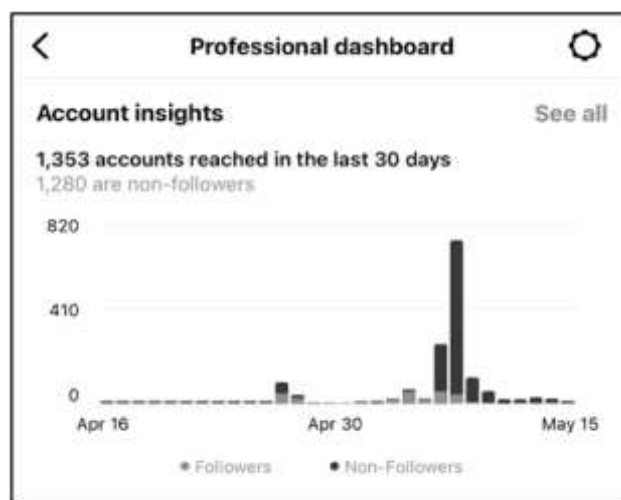 Professional dashboard
Account insights See all
1,353 accounts reached in the last 30 days
1,280 are non-followers
820
410
0
Apr 16 Apr 30 May 15
Followers Non-Followers